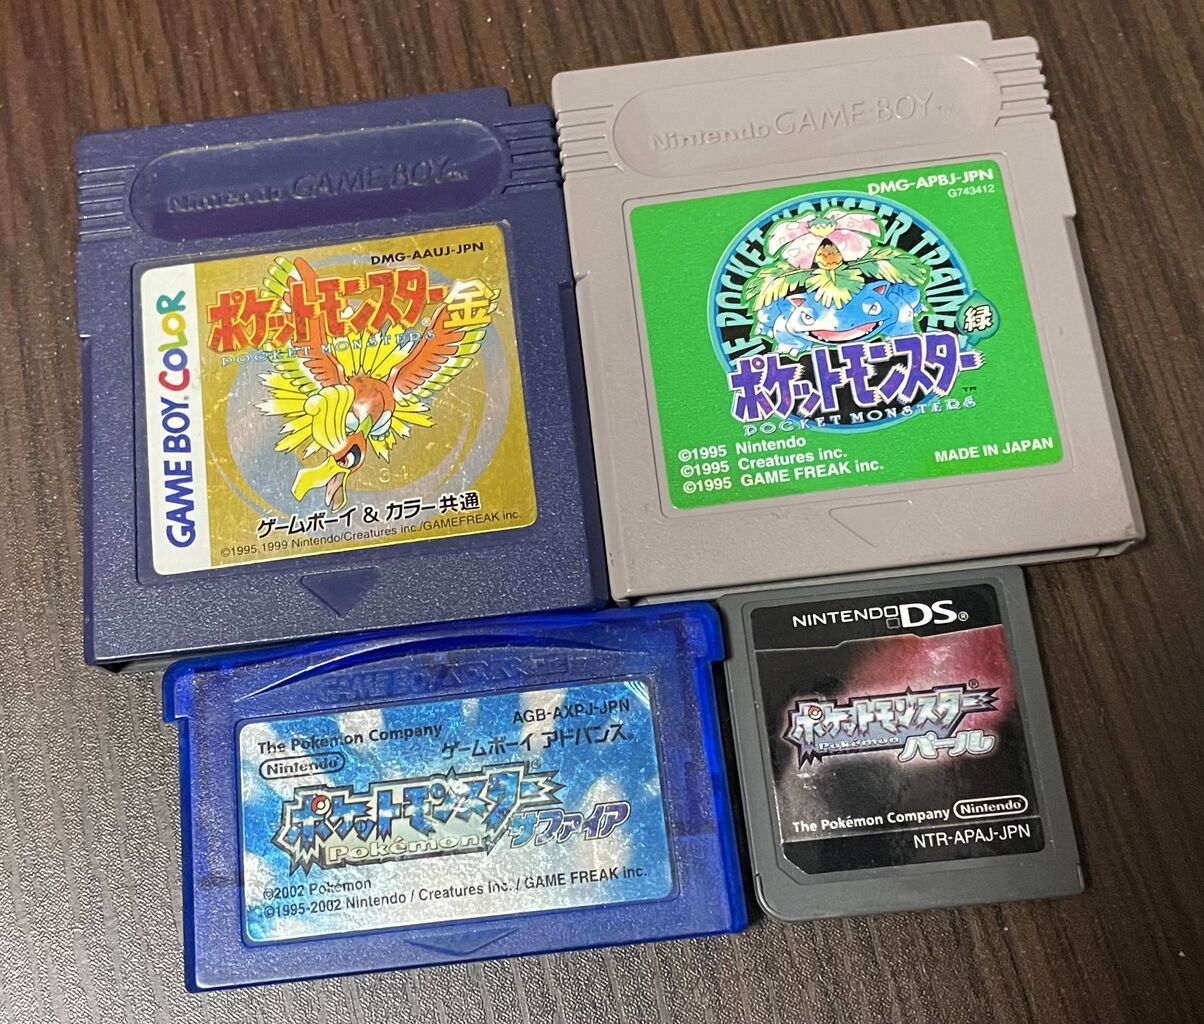 Nintendo GAME BOY TM
DMG-AAUJ-JPN
ポケットモンスター 金
POCKET MONSTERS
GAME BOY COLOR
ゲームボーイ & カラー共通
©1995,1999 Nintendo/Creatures inc./GAMEFREAK inc.
Nintendo GAME BOY TM
DMG-APBJ-JPN
G743412
THE POCKET MONSTER TRAINER
緑
ポケットモンスター TM
POCKET MONSTERS
©1995 Nintendo
©1995 Creatures inc.
©1995 GAME FREAK inc.
MADE IN JAPAN
GAME BOY ADVANCE
AGB-AXPJ-JPN
The Pokémon Company
ゲームボーイ アドバンス®
Nintendo
ポケットモンスター®
Pokémon サファイア
©2002 Pokémon
©1995-2002 Nintendo / Creatures Inc. / GAME FREAK inc.
NINTENDO DS®
ポケットモンスター®
Pokémon パール
The Pokémon Company Nintendo
NTR-APAJ-JPN